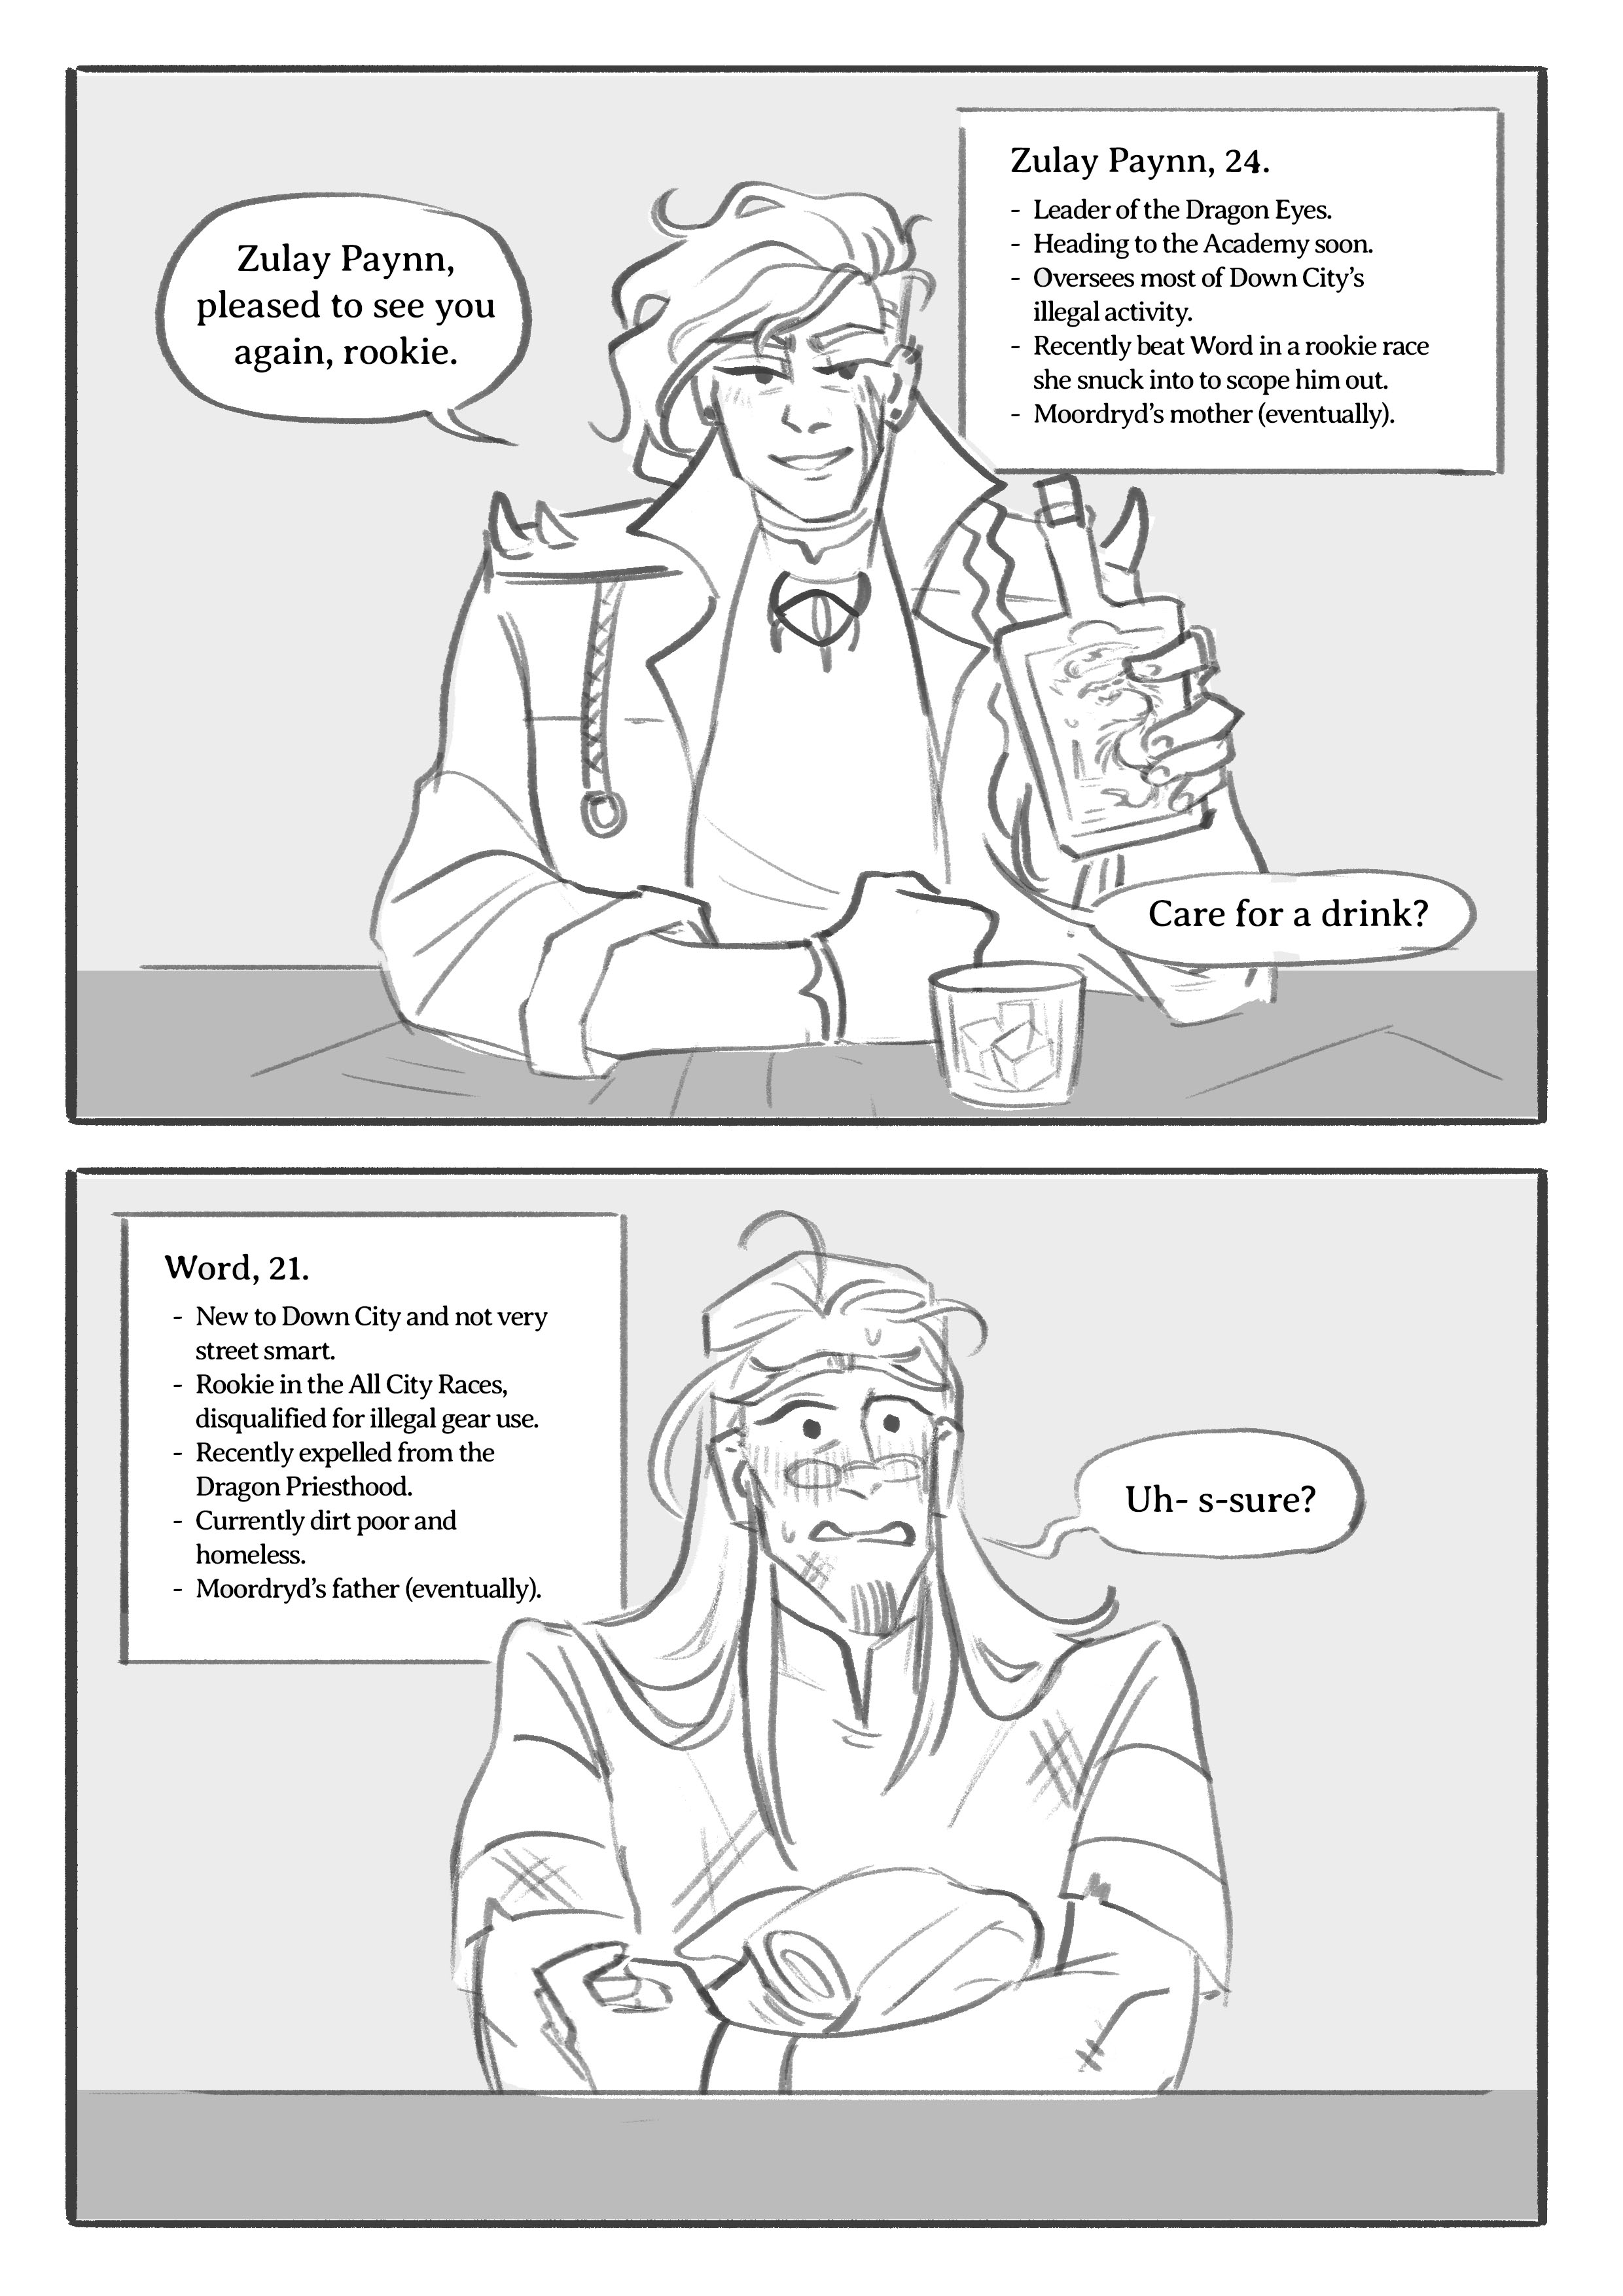 Zulay Paynn,
pleased to see you
again, rookie.
Zulay Paynn, 24.
- Leader of the Dragon Eyes.
- Heading to the Academy soon.
- Oversees most of Down City's
illegal activity.
- Recently beat Word in a rookie race
she snuck into to scope him out.
- Moordryd's mother (eventually).
Care for a drink?
Word, 21.
- New to Down City and not very
street smart.
- Rookie in the All City Races,
disqualified for illegal gear use.
- Recently expelled from the
Dragon Priesthood.
- Currently dirt poor and
homeless.
- Moordryd's father (eventually).
Uh- s-sure?